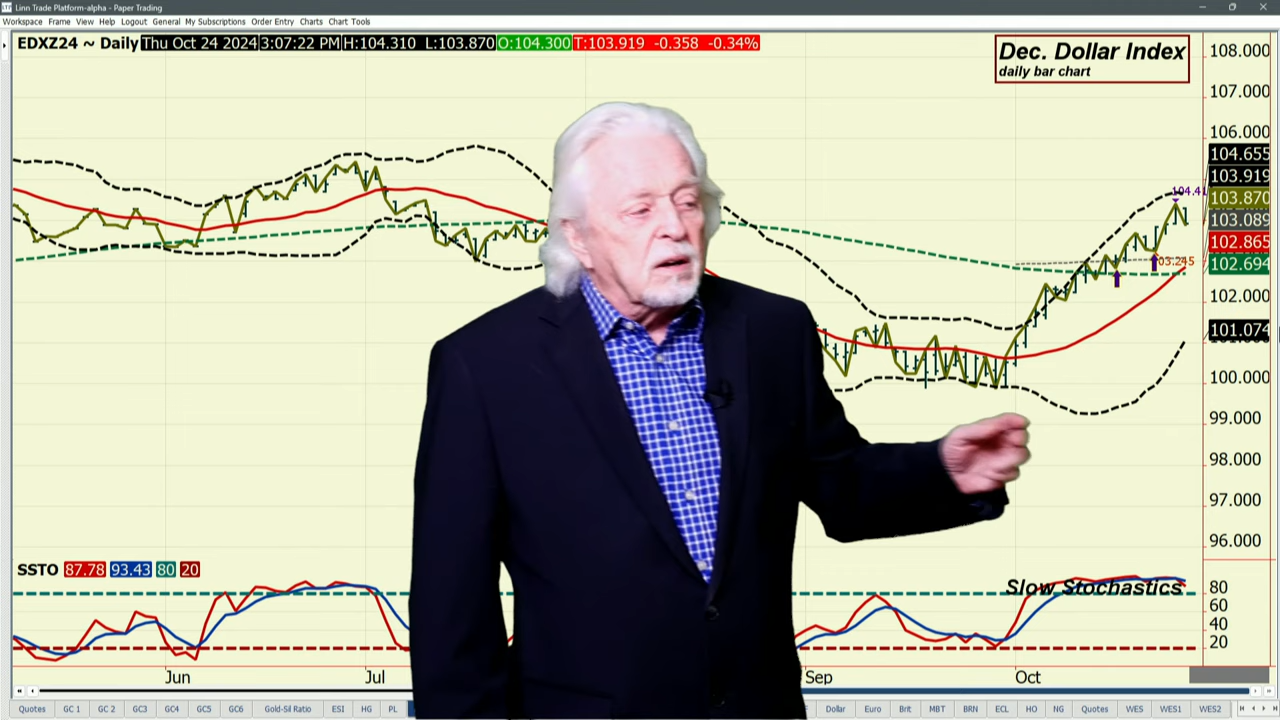 Linn Trade Platform-alpha - Paper Trading
Workspace Frame View Help Logout General My Subscriptions Order Entry Charts Chart Tools
EDXZ24 ~ Daily Thu Oct 24 2024 3:07:22 PM H:104.310 L:103.870 O:104.300 T:103.919 -0.358 -0.34%
Dec. Dollar Index
daily bar chart
108.000
107.000
106.000
104.655
103.919
104.41
103.870
103.089
102.865
03.245
102.694
102.000
101.074
100.000
99.000
98.000
97.000
96.000
SSTO 87.78 93.43 80 20
Slow Stochastics
80
60
40
20
Jun Jul Sep Oct
Quotes GC 1 GC 2 GC3 GC4 GC5 GC6 Gold-Sil Ratio ESI HG PL Dollar Euro Brit MBT BRN ECL HO NG Quotes WES WES1 WES2